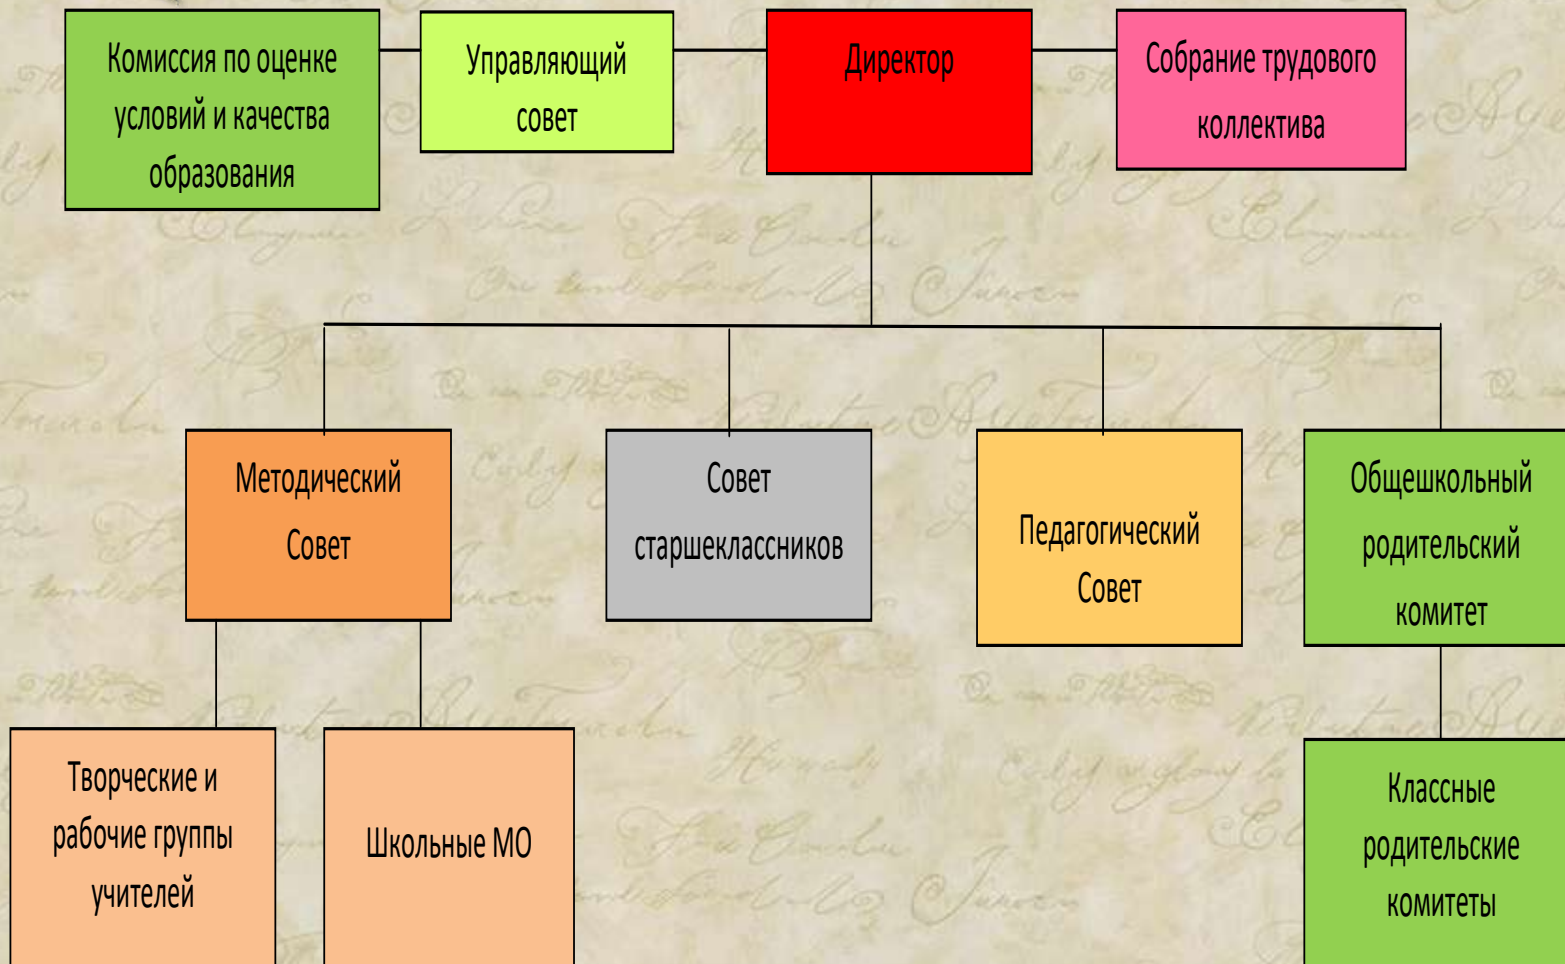 Комиссия по оценке
условий и качества
образования
Управляющий
совет
Директор
Собрание трудового
коллектива
Методический
Совет
Совет
старшеклассников
Педагогический
Совет
Общешкольный
родительский
комитет
Творческие и
рабочие группы
учителей
Школьные МО
Классные
родительские
комитеты